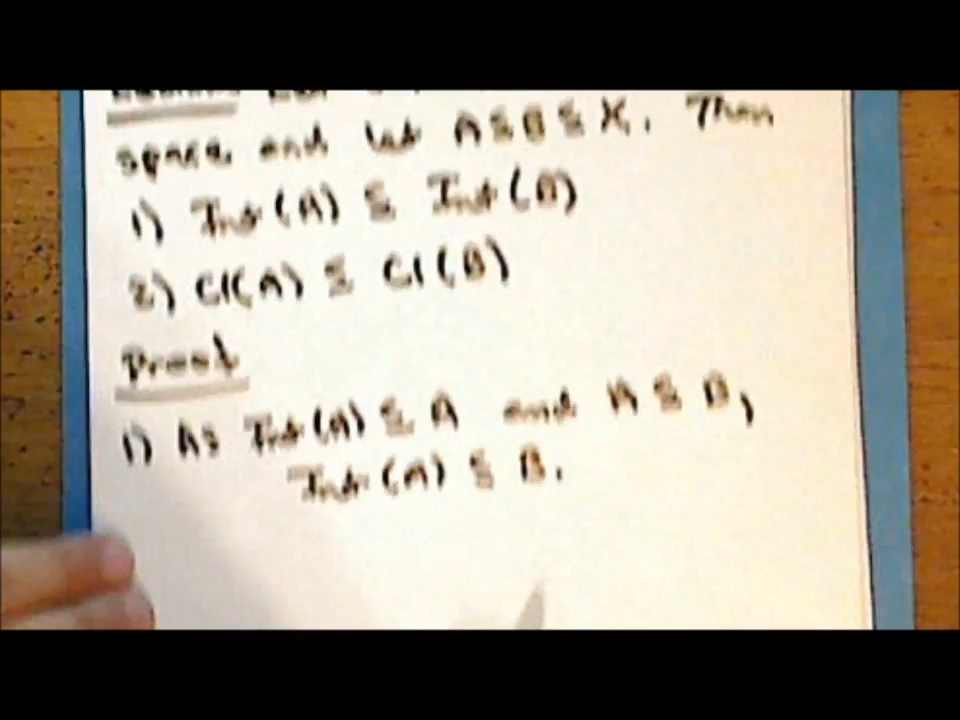 space and let A ⊆ B ⊆ X. Then
1) Int(A) ⊆ Int(B)
2) Cl(A) ⊆ Cl(B)
Proof
1) As Int(A) ⊆ A and A ⊆ B,
Int(A) ⊆ B.